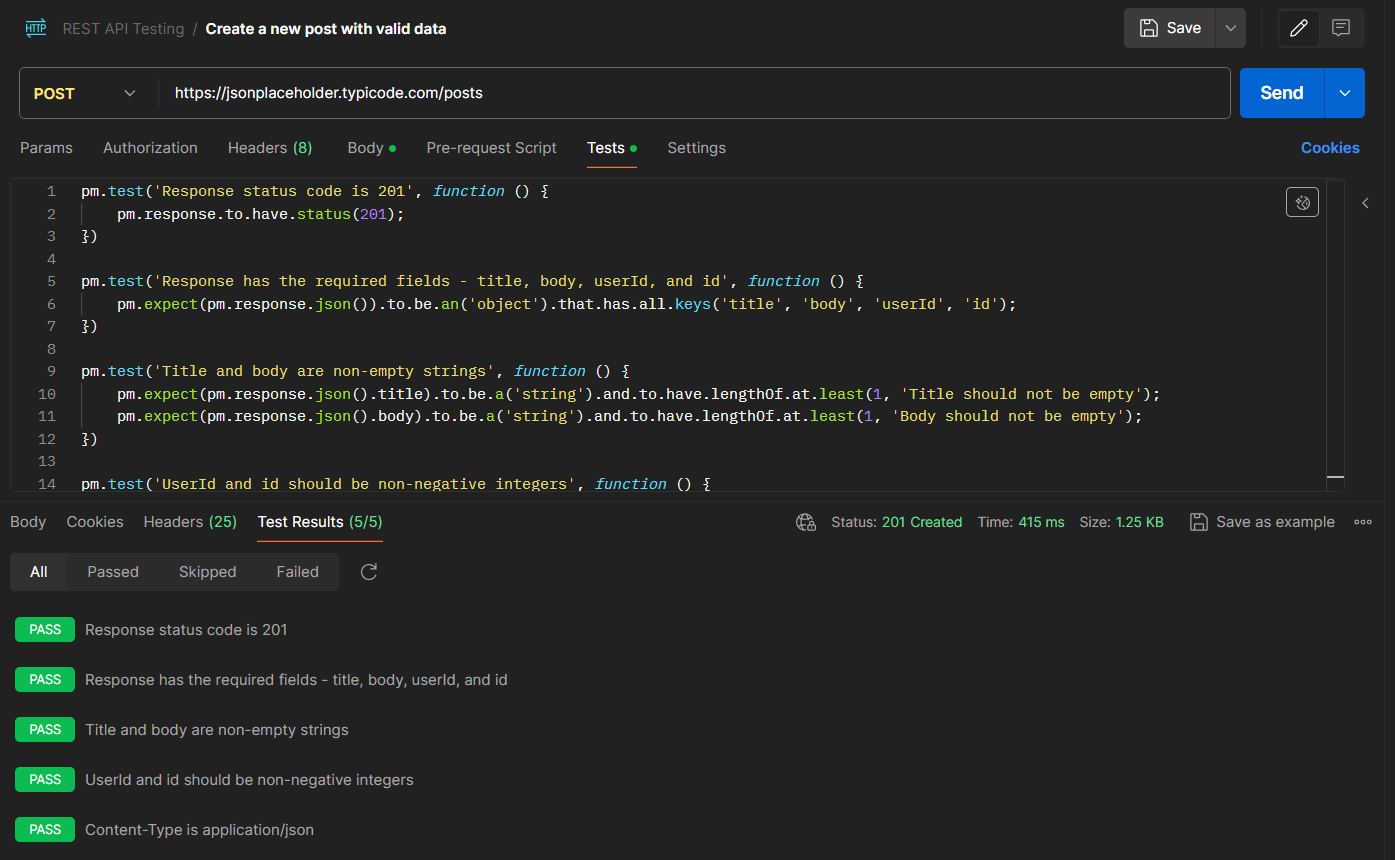 HTTP REST API Testing / Create a new post with valid data Save
POST https://jsonplaceholder.typicode.com/posts Send
Params Authorization Headers (8) Body Pre-request Script Tests Settings Cookies
1 pm.test('Response status code is 201', function () {
2 pm.response.to.have.status(201);
3 })
4
5 pm.test('Response has the required fields - title, body, userId, and id', function () {
6 pm.expect(pm.response.json()).to.be.an('object').that.has.all.keys('title', 'body', 'userId', 'id');
7 })
8
9 pm.test('Title and body are non-empty strings', function () {
10 pm.expect(pm.response.json().title).to.be.a('string').and.to.have.lengthOf.at.least(1, 'Title should not be empty');
11 pm.expect(pm.response.json().body).to.be.a('string').and.to.have.lengthOf.at.least(1, 'Body should not be empty');
12 })
13
14 pm.test('UserId and id should be non-negative integers', function () {
Body Cookies Headers (25) Test Results (5/5) Status: 201 Created Time: 415 ms Size: 1.25 KB Save as example
All Passed Skipped Failed
PASS Response status code is 201
PASS Response has the required fields - title, body, userId, and id
PASS Title and body are non-empty strings
PASS UserId and id should be non-negative integers
PASS Content-Type is application/json